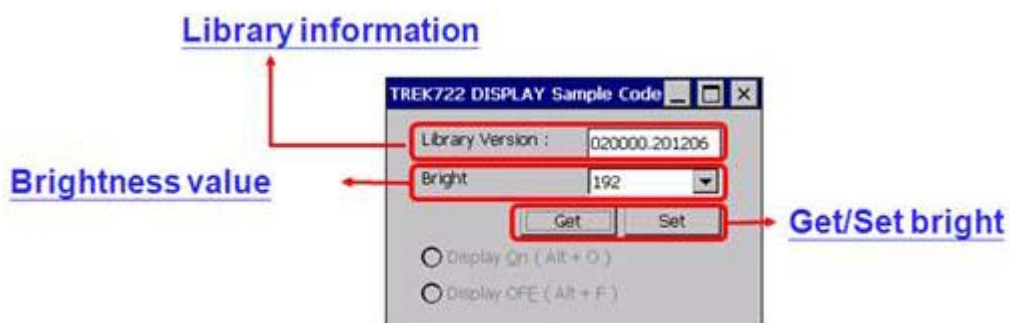 Library information
TREK722 DISPLAY Sample Code
Library Version :
020000.201206
Brightness value
Bright
192
Get
Set
Get/Set bright
Display On ( Alt + O )
Display OFF ( Alt + F )